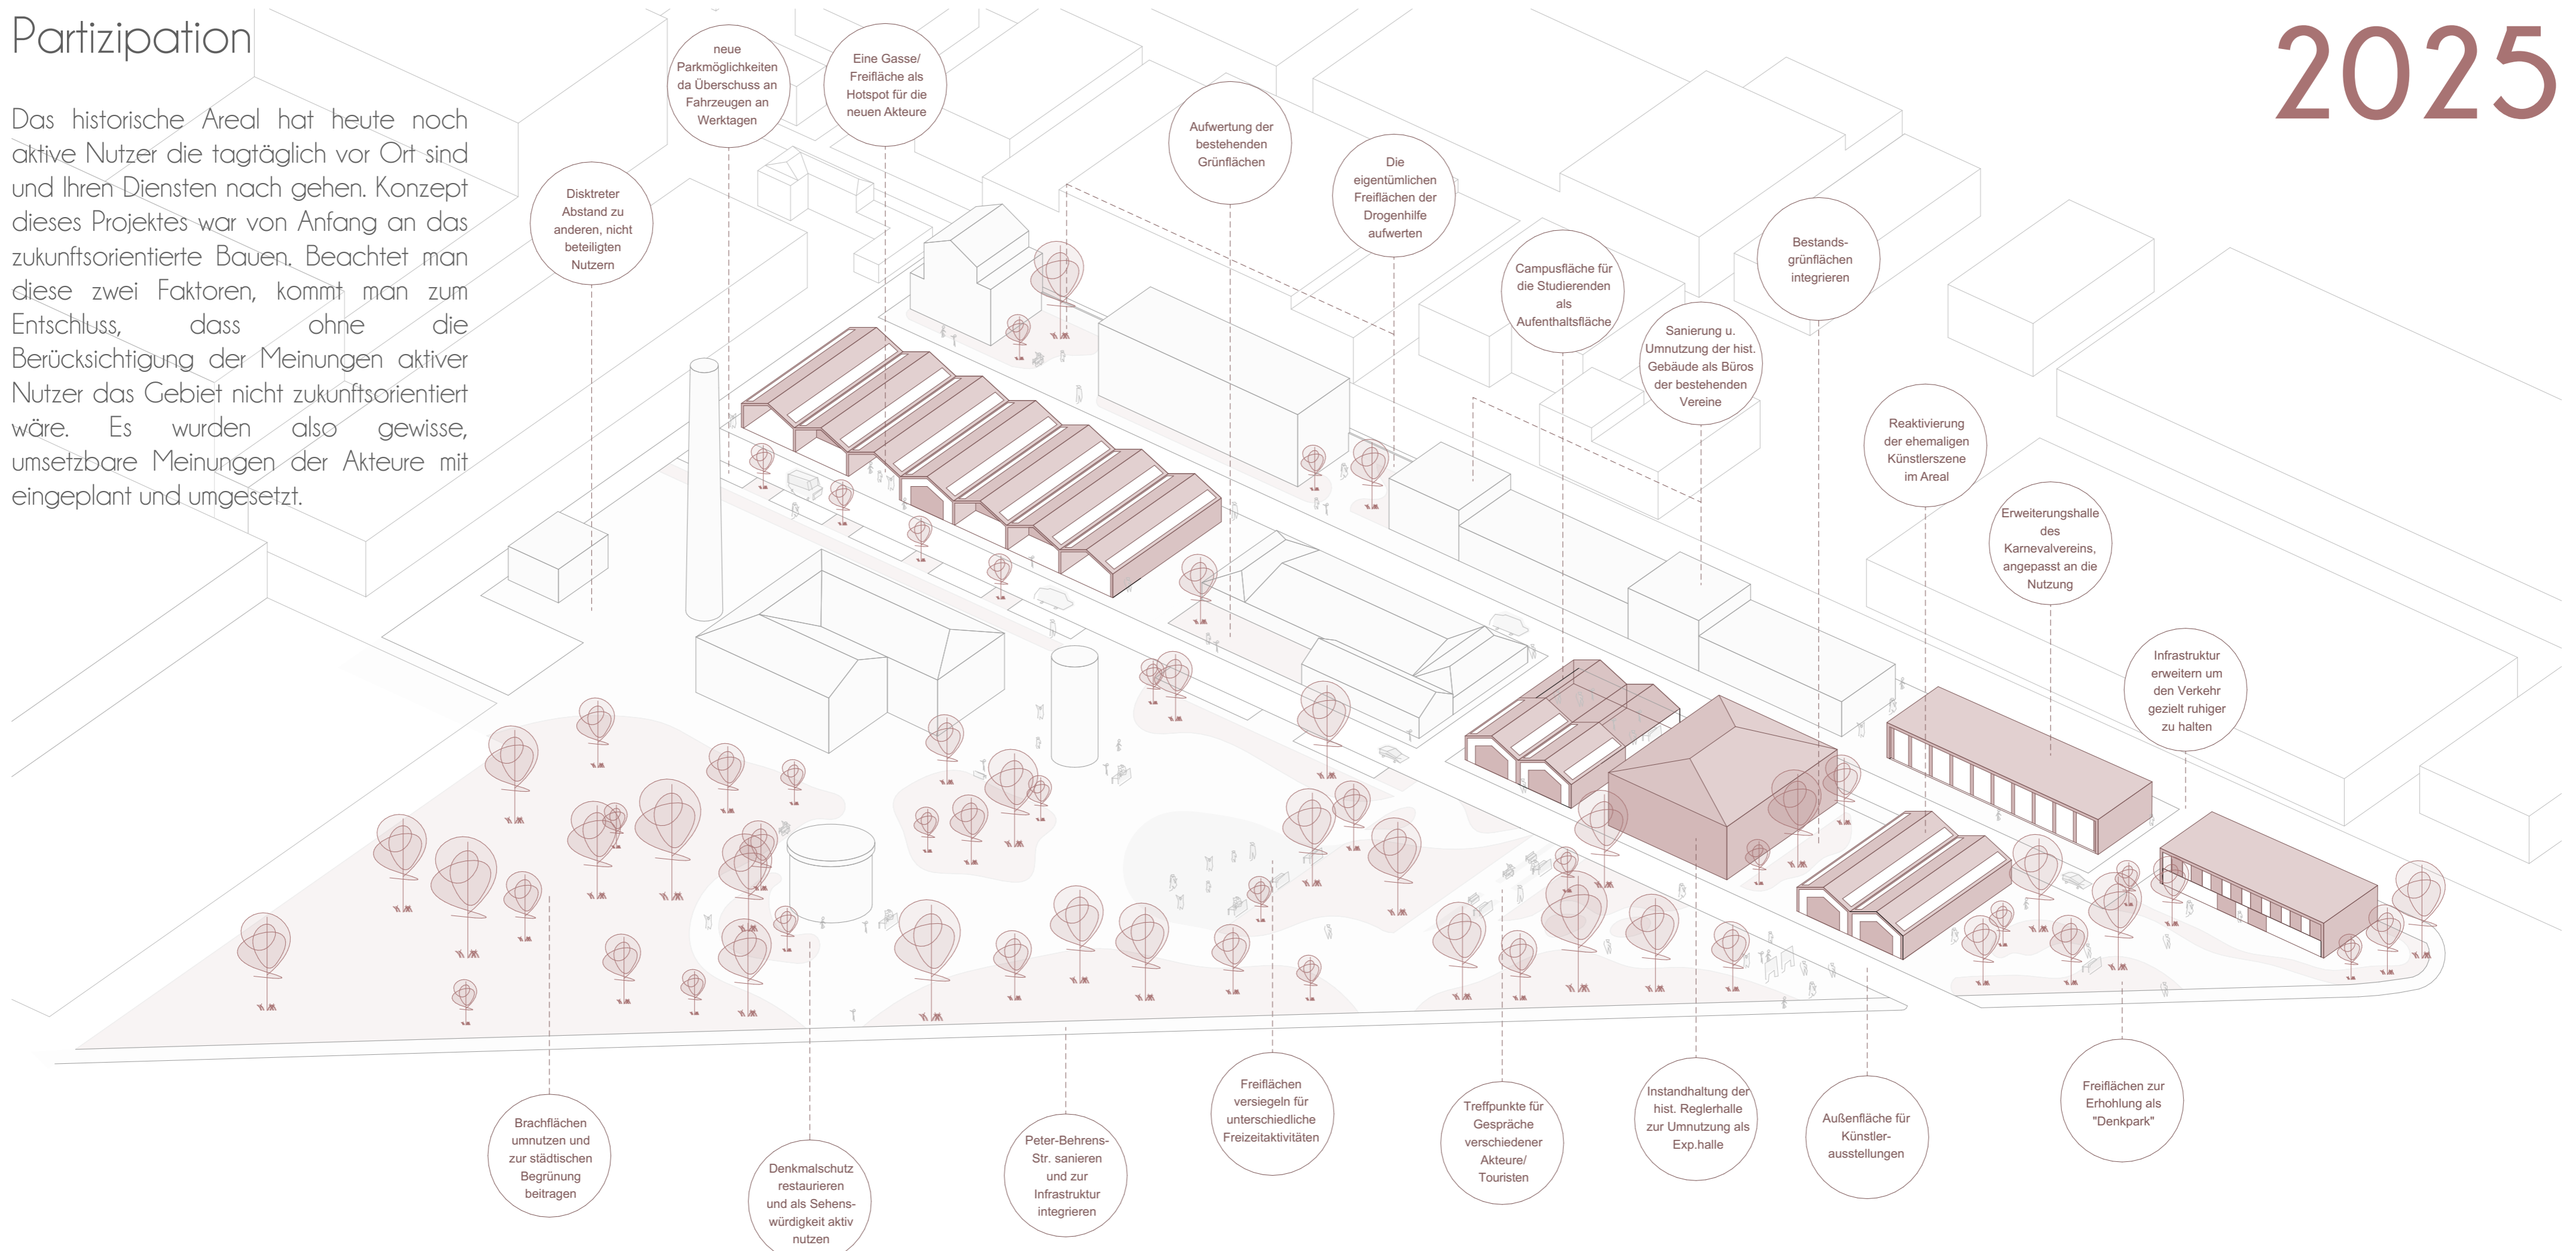 Partizipation
2025
Das historische Areal hat heute noch
aktive Nutzer die tagtäglich vor Ort sind
und Ihren Diensten nach gehen. Konzept
dieses Projektes war von Anfang an das
zukunftsorientierte Bauen. Beachtet man
diese zwei Faktoren, kommt man zum
Entschluss, dass ohne die
Berücksichtigung der Meinungen aktiver
Nutzer das Gebiet nicht zukunftsorientiert
wäre. Es wurden also gewisse,
umsetzbare Meinungen der Akteure mit
eingeplant und umgesetzt.
Disktreter
Abstand zu
anderen, nicht
beteiligten
Nutzern
neue
Parkmöglichkeiten
da Überschuss an
Fahrzeugen an
Werktagen
Eine Gasse/
Freifläche als
Hotspot für die
neuen Akteure
Aufwertung der
bestehenden
Grünflächen
Die
eigentümlichen
Freiflächen der
Drogenhilfe
aufwerten
Campusfläche für
die Studierenden
als
Aufenthaltsfläche
Sanierung u.
Umnutzung der hist.
Gebäude als Büros
der bestehenden
Vereine
Bestands-
grünflächen
integrieren
Reaktivierung
der ehemaligen
Künstlerszene
im Areal
Erweiterungshalle
des
Karnevalvereins,
angepasst an die
Nutzung
Infrastruktur
erweitern um
den Verkehr
gezielt ruhiger
zu halten
Brachflächen
umnutzen und
zur städtischen
Begrünung
beitragen
Denkmalschutz
restaurieren
und als Sehens-
würdigkeit aktiv
nutzen
Peter-Behrens-
Str. sanieren
und zur
Infrastruktur
integrieren
Freiflächen
versiegeln für
unterschiedliche
Freizeitaktivitäten
Treffpunkte für
Gespräche
verschiedener
Akteure/
Touristen
Instandhaltung der
hist. Reglerhalle
zur Umnutzung als
Exp.halle
Außenfläche für
Künstler-
ausstellungen
Freiflächen zur
Erhohlung als
"Denkpark"